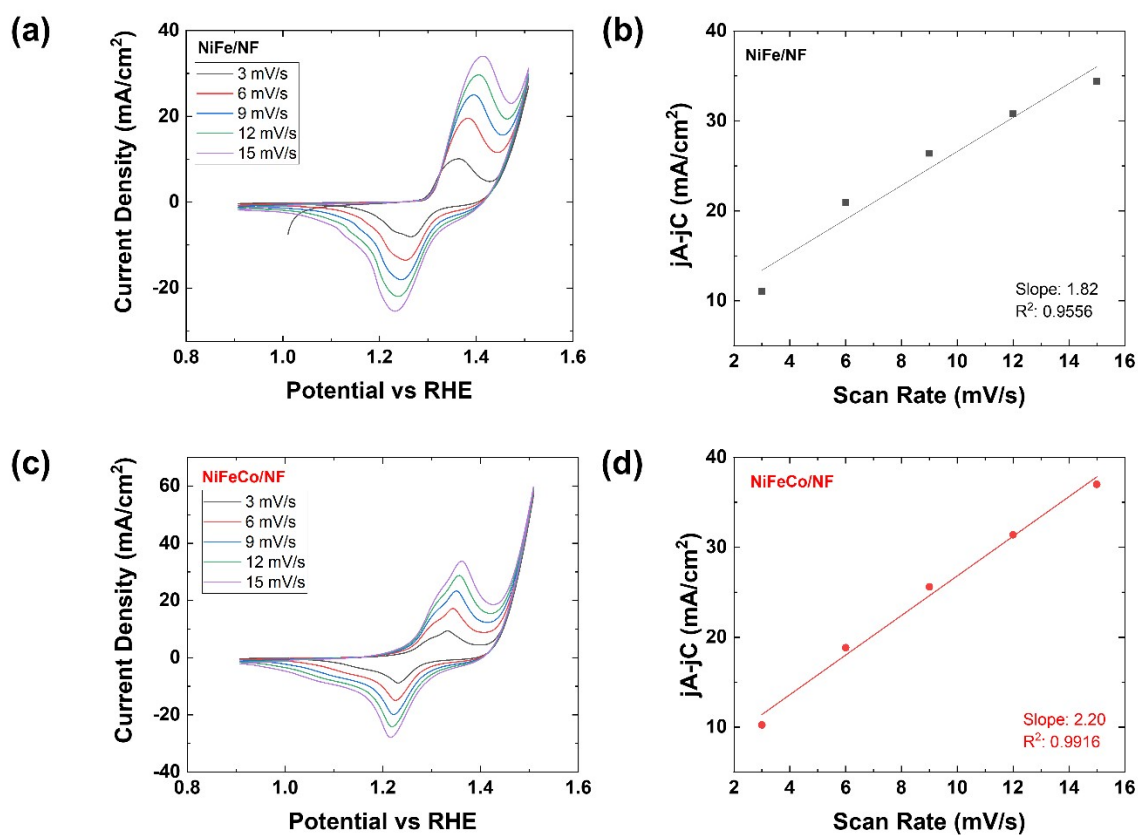 (a)
NiFe/NF
3 mV/s
6 mV/s
9 mV/s
12 mV/s
15 mV/s
40
20
0
-20
0.8
1.0
1.2
1.4
1.6
Current Density (mA/cm²)
Potential vs RHE
(b)
NiFe/NF
40
30
20
10
2
4
6
8
10
12
14
16
jA-jC (mA/cm²)
Scan Rate (mV/s)
Slope: 1.82
R²: 0.9556
(c)
NiFeCo/NF
3 mV/s
6 mV/s
9 mV/s
12 mV/s
15 mV/s
60
40
20
0
-20
-40
0.8
1.0
1.2
1.4
1.6
Current Density (mA/cm²)
Potential vs RHE
(d)
NiFeCo/NF
40
30
20
10
2
4
6
8
10
12
14
16
jA-jC (mA/cm²)
Scan Rate (mV/s)
Slope: 2.20
R²: 0.9916